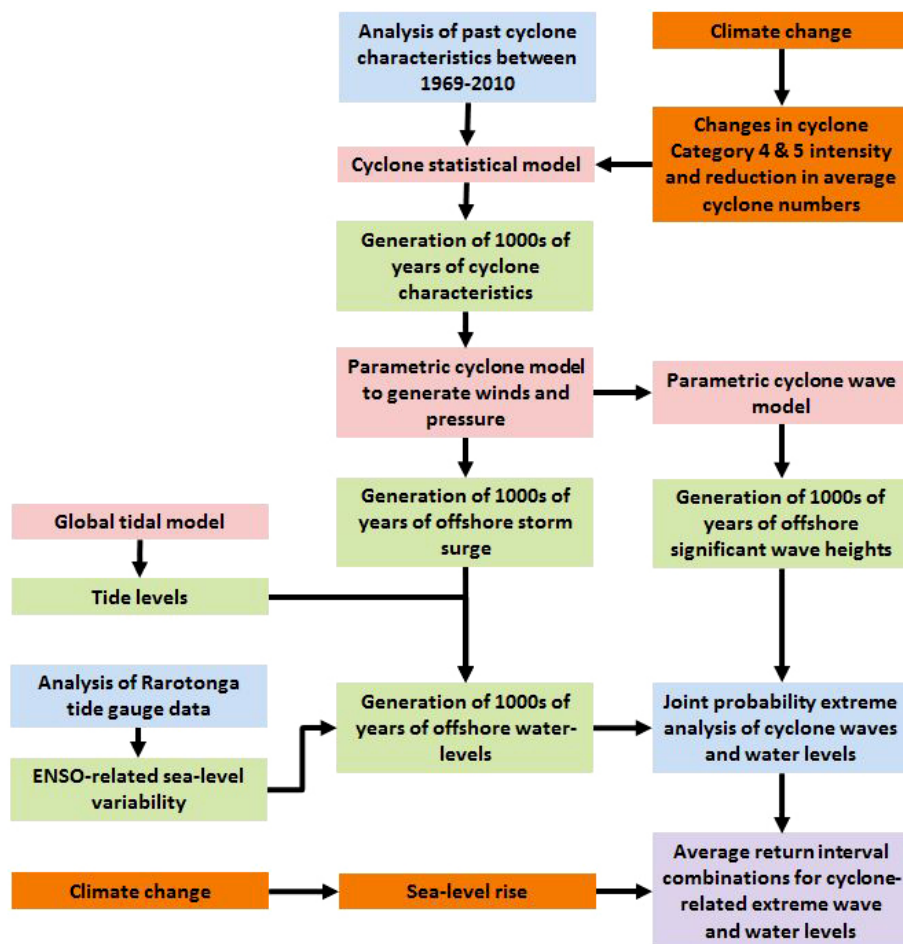 Analysis of past cyclone
characteristics between
1969-2010
Climate change
Changes in cyclone
Category 4 & 5 intensity
and reduction in average
cyclone numbers
Cyclone statistical model
Generation of 1000s of
years of cyclone
characteristics
Parametric cyclone model
to generate winds and
pressure
Parametric cyclone wave
model
Generation of 1000s of
years of offshore storm
surge
Generation of 1000s of
years of offshore
significant wave heights
Global tidal model
Tide levels
Analysis of Rarotonga
tide gauge data
ENSO-related sea-level
variability
Generation of 1000s of
years of offshore water-
levels
Joint probability extreme
analysis of cyclone waves
and water levels
Climate change
Sea-level rise
Average return interval
combinations for cyclone-
related extreme wave
and water levels